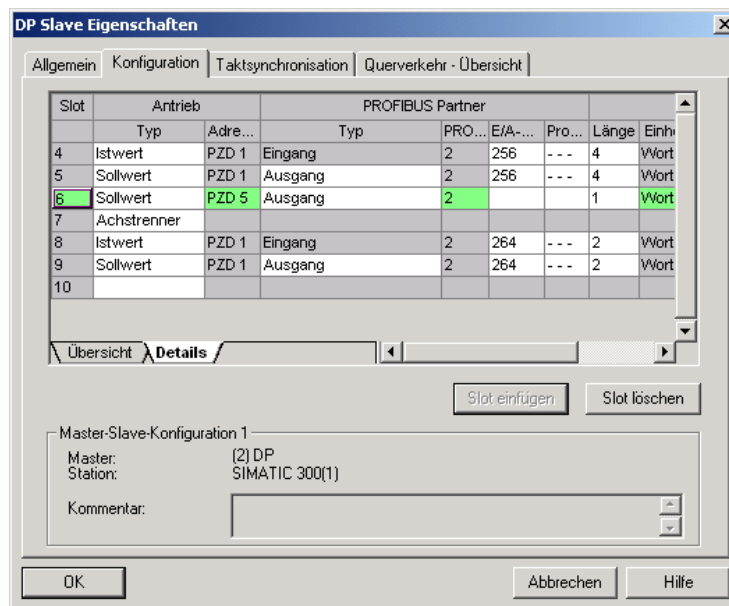 DP Slave Eigenschaften
Allgemein Konfiguration Taktsynchronisation Querverkehr - Übersicht
Slot Antrieb PROFIBUS Partner
Typ Adre... Typ PRO... E/A-... Pro... Länge Einh
4 Istwert PZD 1 Eingang 2 256 - - - 4 Wort
5 Sollwert PZD 1 Ausgang 2 256 - - - 4 Wort
6 Sollwert PZD 5 Ausgang 2 1 Wort
7 Achstrenner
8 Istwert PZD 1 Eingang 2 264 - - - 2 Wort
9 Sollwert PZD 1 Ausgang 2 264 - - - 2 Wort
10
Übersicht Details
Slot einfügen Slot löschen
Master-Slave-Konfiguration 1
Master: (2) DP
Station: SIMATIC 300(1)
Kommentar:
OK Abbrechen Hilfe